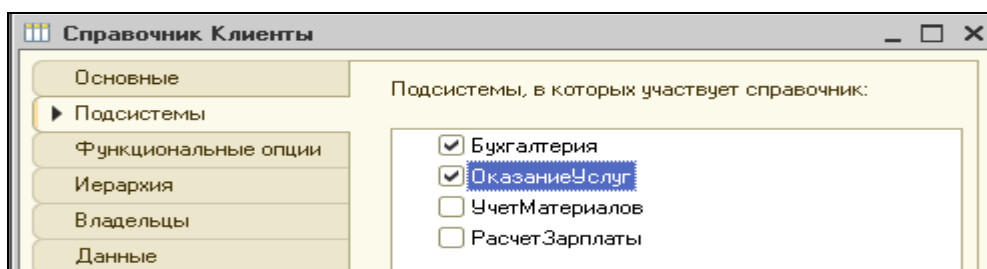 Справочник Клиенты
Основные
Подсистемы
Функциональные опции
Иерархия
Владельцы
Данные
Подсистемы, в которых участвует справочник:
Бухгалтерия
ОказаниеУслуг
УчетМатериалов
РасчетЗарплаты